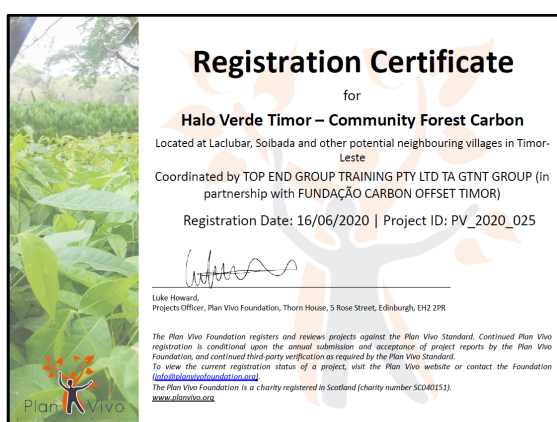 Registration Certificate
for
Halo Verde Timor – Community Forest Carbon
Located at Laclubar, Soibada and other potential neighbouring villages in Timor-
Leste
Coordinated by TOP END GROUP TRAINING PTY LTD TA GTNT GROUP (in
partnership with FUNDAÇÃO CARBON OFFSET TIMOR)
Registration Date: 16/06/2020 | Project ID: PV_2020_025
Luke Howard,
Projects Officer, Plan Vivo Foundation, Thorn House, 5 Rose Street, Edinburgh, EH2 2PR
The Plan Vivo Foundation registers and reviews projects against the Plan Vivo Standard. Continued Plan Vivo
registration is conditional upon the annual submission and acceptance of project reports by the Plan Vivo
Foundation, and continued third-party verification as required by the Plan Vivo Standard.
To view the current registration status of a project, visit the Plan Vivo website or contact the Foundation
(info@planvivofoundation.org).
The Plan Vivo Foundation is a charity registered in Scotland (charity number SC040151).
www.planvivo.org
Plan Vivo